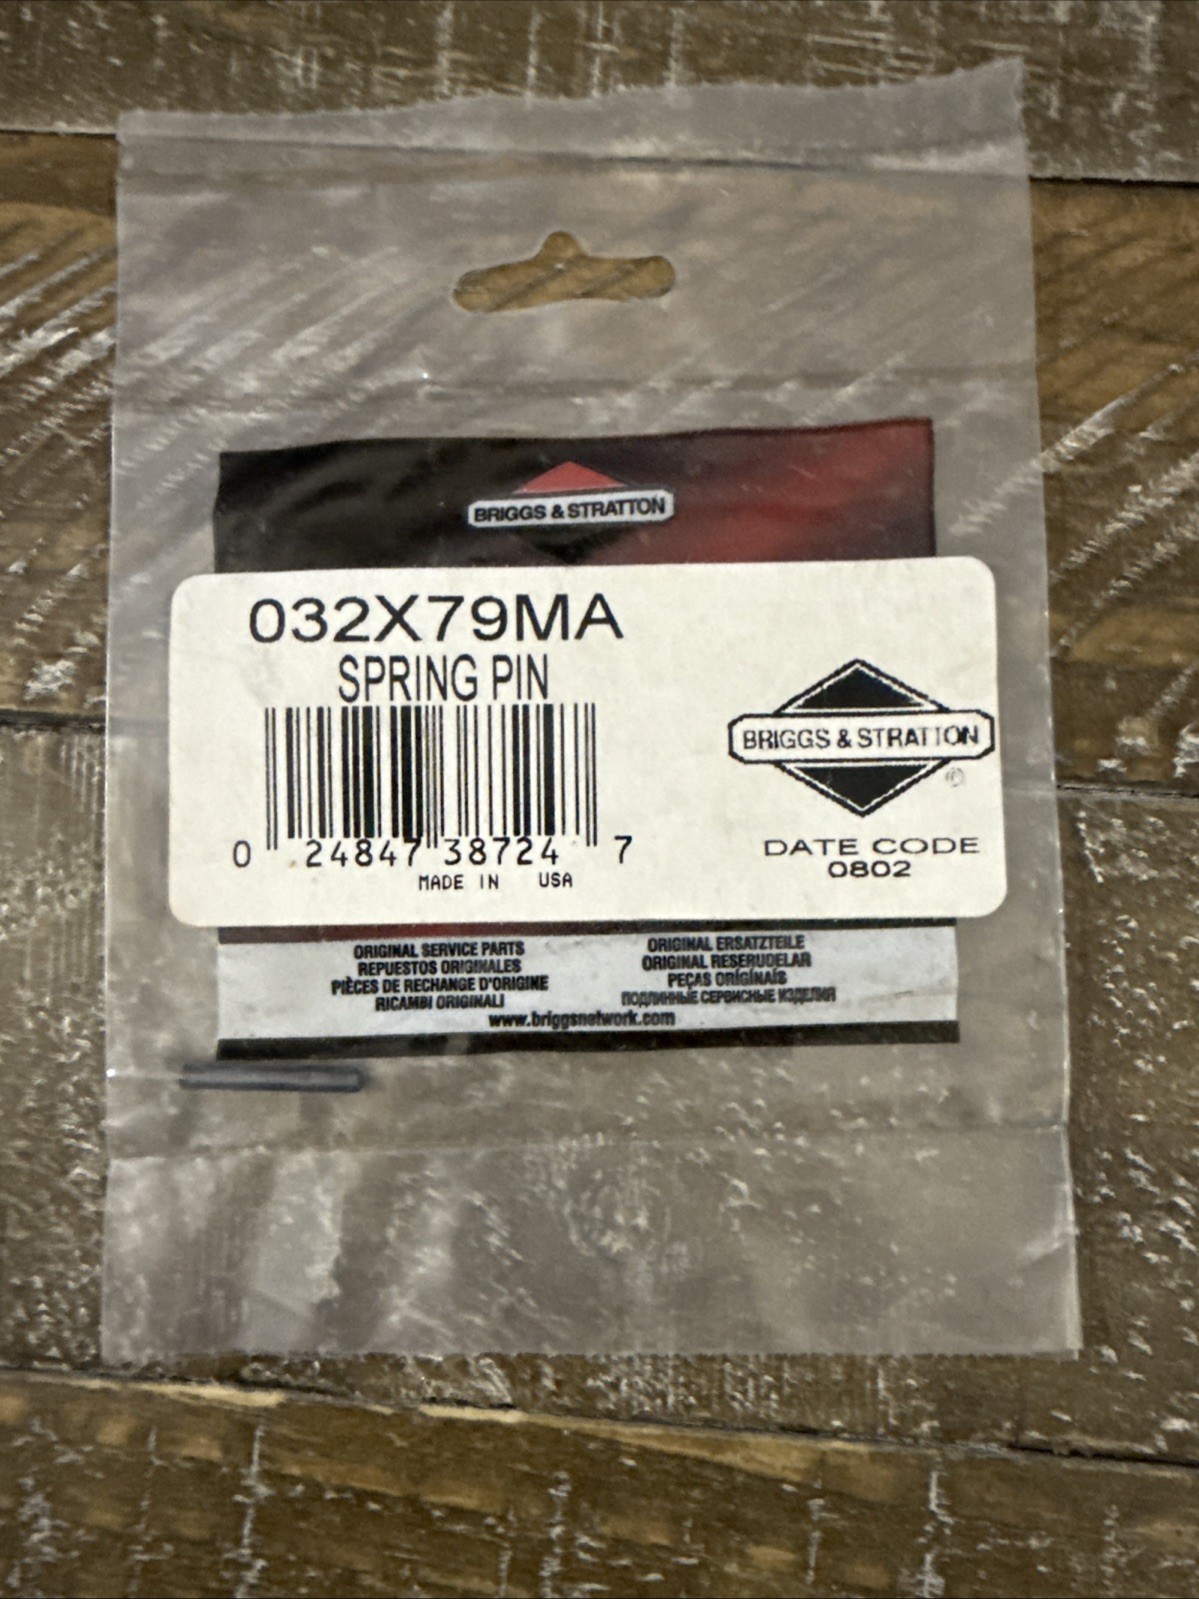 BRIGGS & STRATTON
032X79MA
SPRING PIN
0 24847 38724 7
MADE IN USA
BRIGGS & STRATTON
®
DATE CODE
0802
ORIGINAL SERVICE PARTS
REPUESTOS ORIGINALES
PIÈCES DE RECHANGE D'ORIGINE
RICAMBI ORIGINALI
ORIGINAL ERSATZTEILE
ORIGINAL RESERUDELAR
PEÇAS ORIGINAIS
ПОДЛИННЫЕ СЕРВИСНЫЕ ИЗДЕЛИЯ
www.briggsnetwork.com